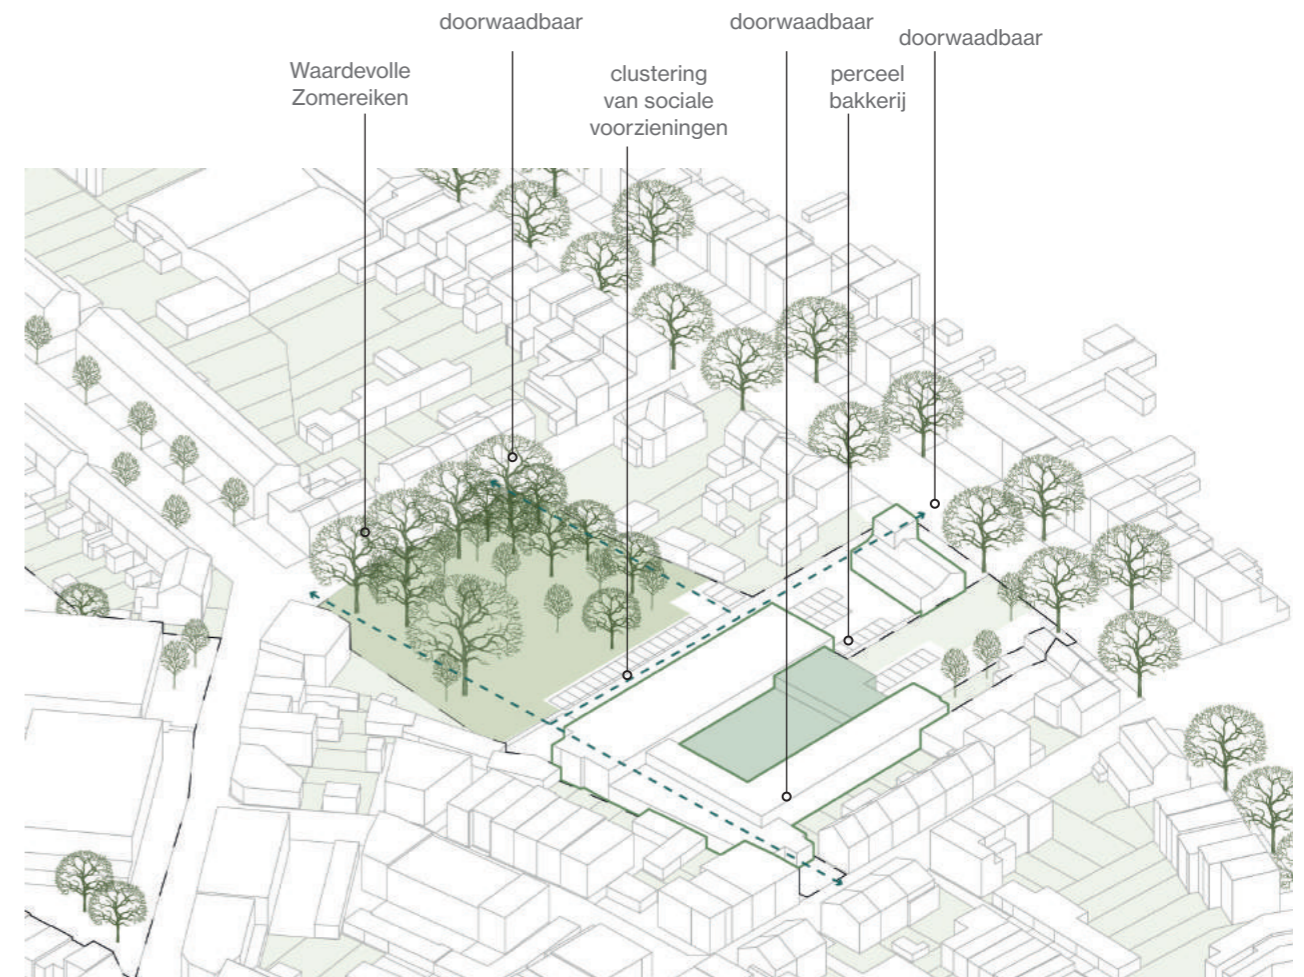 doorwaadbaar
doorwaadbaar
doorwaadbaar
Waardevolle
Zomereiken
clustering
van sociale
voorzieningen
perceel
bakkerij